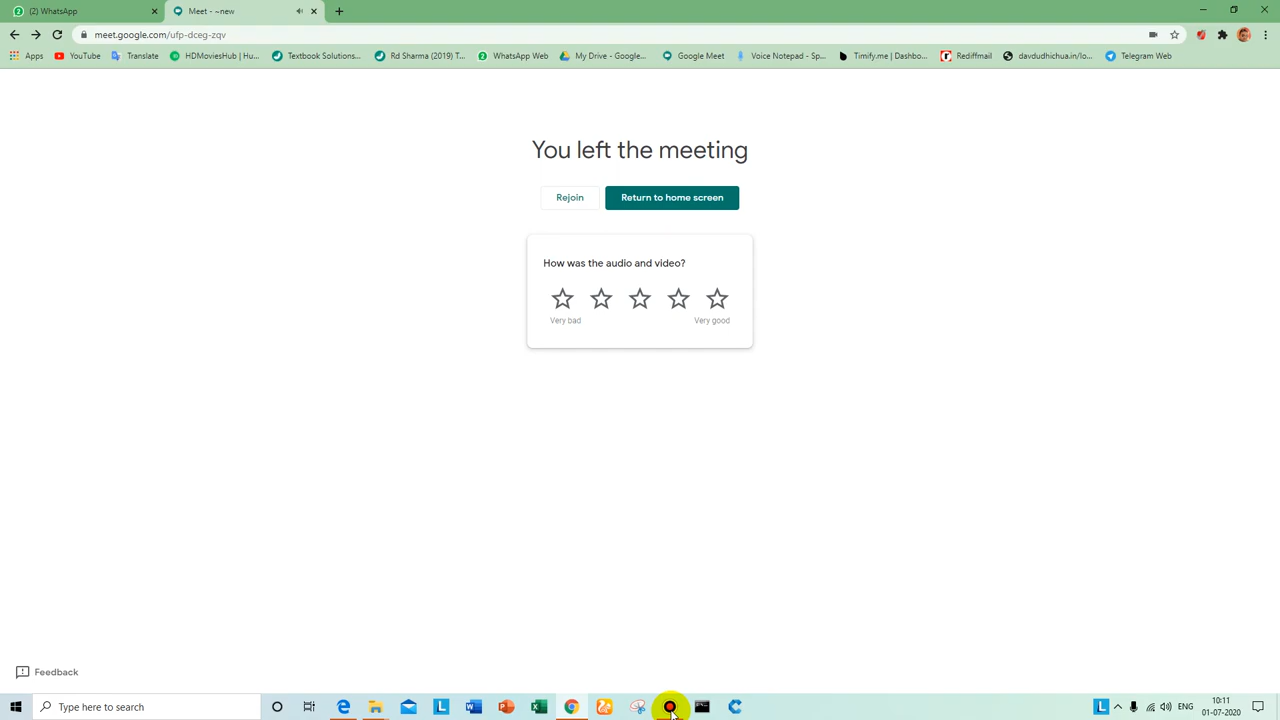 (2) WhatsApp
Meet - ~new
meet.google.com/ufp-dceg-zqv
Apps
YouTube
Translate
HDMoviesHub | Hu...
Textbook Solutions...
Rd Sharma (2019) T...
WhatsApp Web
My Drive - Google...
Google Meet
Voice Notepad - Sp...
Timify.me | Dashbo...
Rediffmail
davdudhichua.in/lo...
Telegram Web
You left the meeting
Rejoin
Return to home screen
How was the audio and video?
Very bad
Very good
Feedback
Type here to search
ENG
10:11
01-07-2020